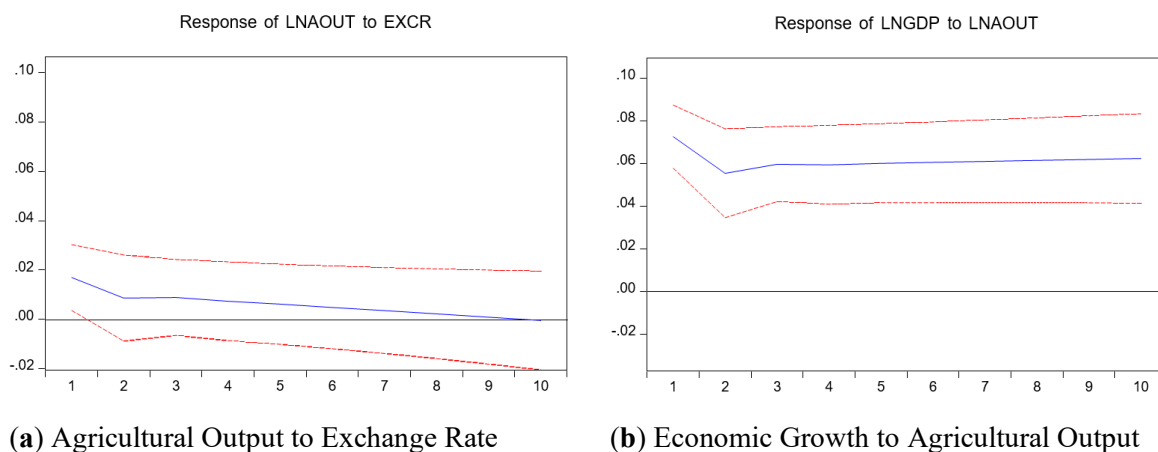 Response of LNAOUT to EXCR
.10
.08
.06
.04
.02
.00
-.02
1 2 3 4 5 6 7 8 9 10
(a) Agricultural Output to Exchange Rate
Response of LNGDP to LNAOUT
.10
.08
.06
.04
.02
.00
-.02
1 2 3 4 5 6 7 8 9 10
(b) Economic Growth to Agricultural Output